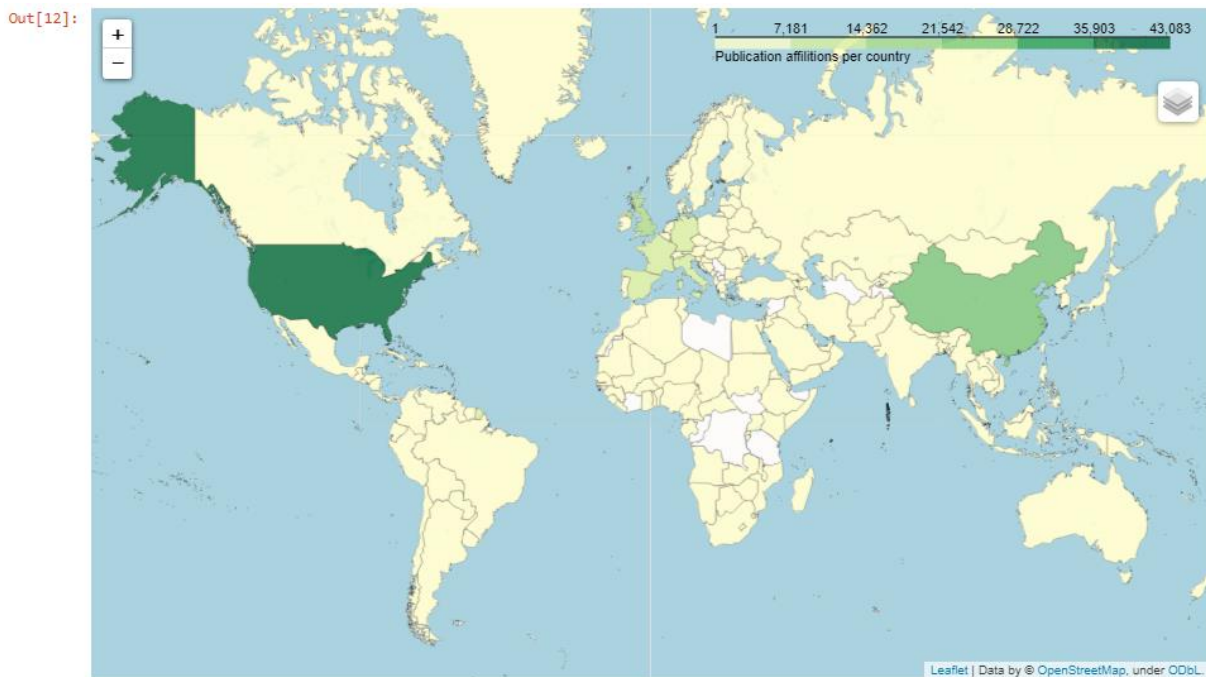 Out[12]:
+
−
1 7,181 14,362 21,542 28,722 35,903 43,083
Publication affilitions per country
Leaflet | Data by © OpenStreetMap, under ODbL.